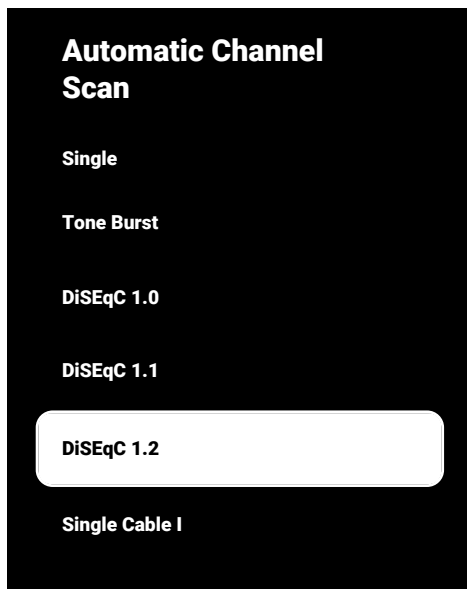 Automatic Channel
Scan
Single
Tone Burst
DiSEqC 1.0
DiSEqC 1.1
DiSEqC 1.2
Single Cable I